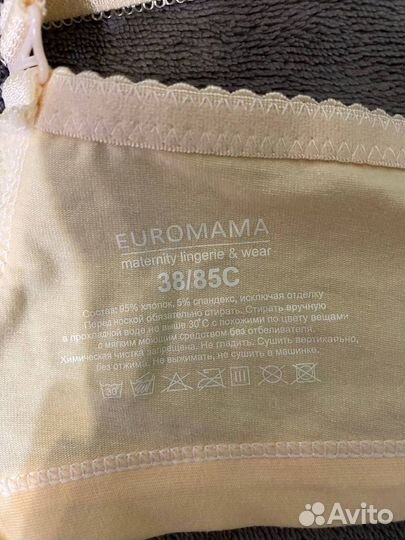 EUROMAMA
maternity lingerie & wear
38/85C
Состав: 95% хлопок, 5% спандекс, исключая отделку
Перед ноской обязательно стирать. Стирать вручную
в прохладной воде не выше 30°C с похожими по цвету вещами
с мягким моющим средством без отбеливателя.
Химическая чистка запрещена. Не гладить. Сушить вертикально,
без отжима. Не выжимать, не сушить в машинке.
30
Avito